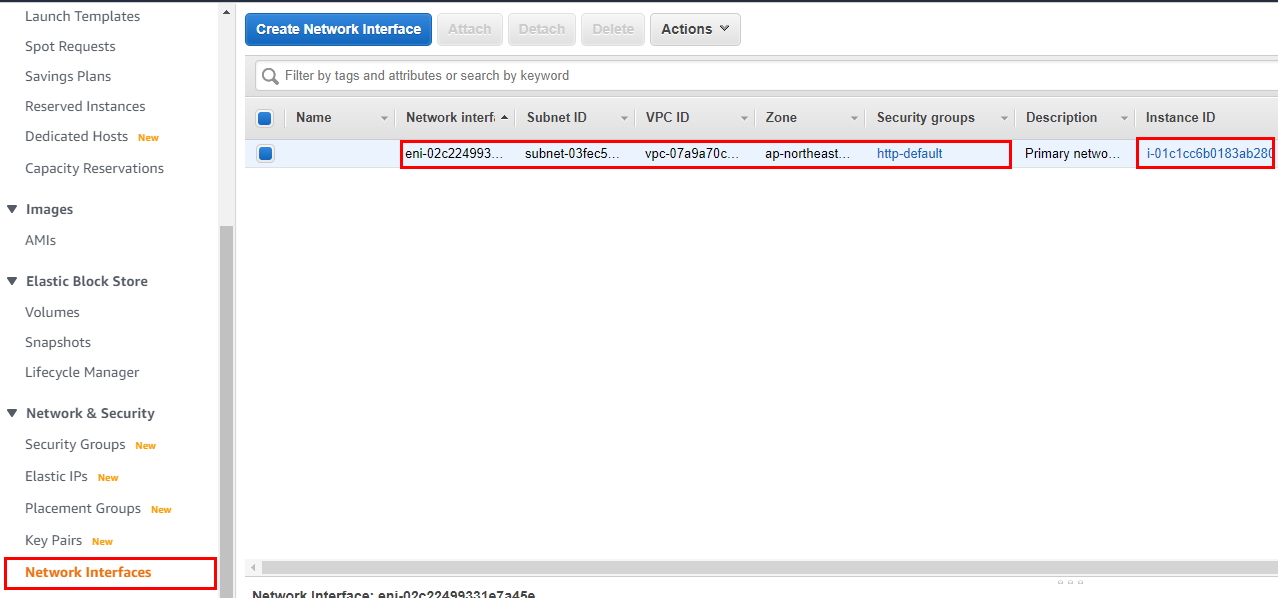 Launch Templates
Spot Requests
Savings Plans
Reserved Instances
Dedicated Hosts New
Capacity Reservations
Images
AMIs
Elastic Block Store
Volumes
Snapshots
Lifecycle Manager
Network & Security
Security Groups New
Elastic IPs New
Placement Groups New
Key Pairs New
Network Interfaces
Create Network Interface Attach Detach Delete Actions
Filter by tags and attributes or search by keyword
Name Network interfa Subnet ID VPC ID Zone Security groups Description Instance ID
eni-02c224993... subnet-03fec5... vpc-07a9a70c... ap-northeast... http-default Primary netwo... i-01c1cc6b0183ab280
Network Interface: eni-02c22499331e7a45e